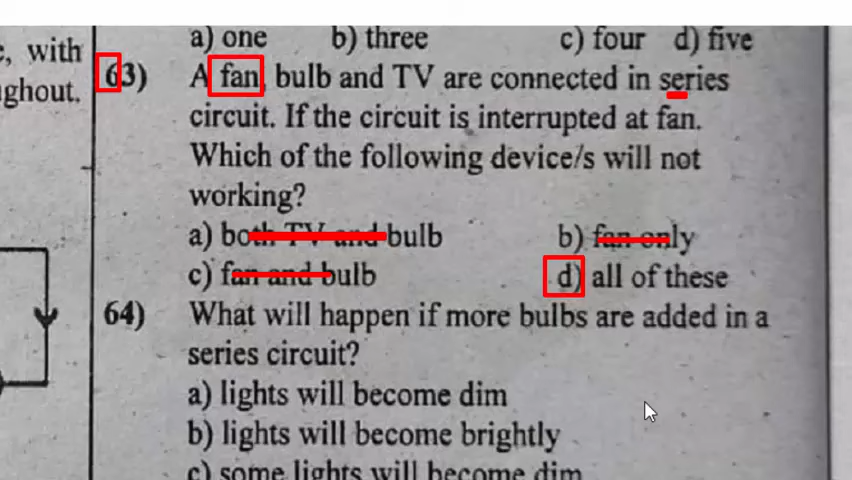 a) one b) three c) four d) five
, with
ghout.
63) A fan, bulb and TV are connected in series
circuit. If the circuit is interrupted at fan.
Which of the following device/s will not
working?
a) both TV and bulb b) fan only
c) fan and bulb d) all of these
64) What will happen if more bulbs are added in a
series circuit?
a) lights will become dim
b) lights will become brightly
c) some lights will become dim